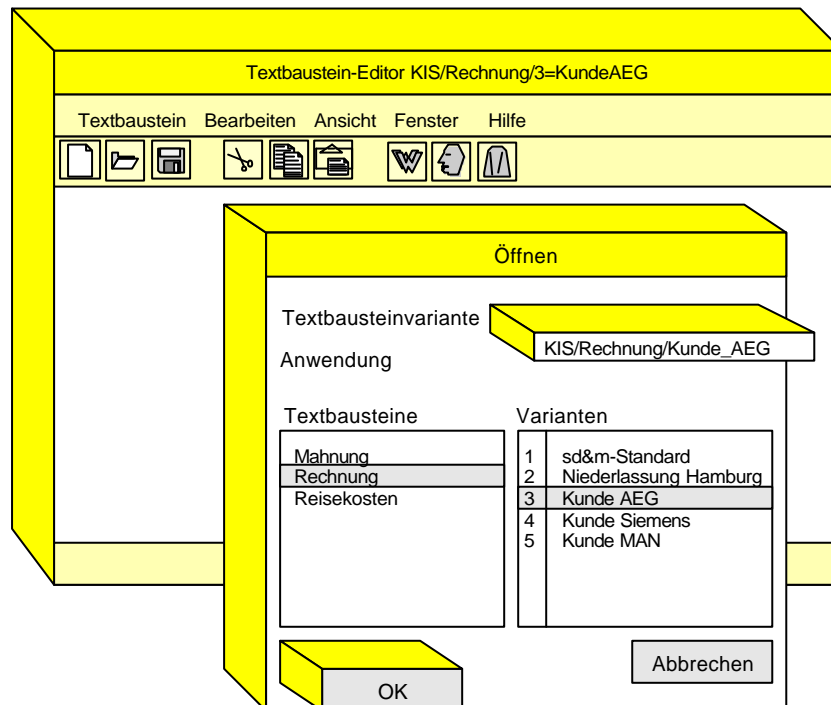 Textbaustein-Editor KIS/Rechnung/3=KundeAEG
Textbaustein Bearbeiten Ansicht Fenster Hilfe
W
Öffnen
Textbausteinvariante
KIS/Rechnung/Kunde_AEG
Anwendung
Textbausteine
Varianten
Mahnung
Rechnung
Reisekosten
1 sd&m-Standard
2 Niederlassung Hamburg
3 Kunde AEG
4 Kunde Siemens
5 Kunde MAN
OK
Abbrechen